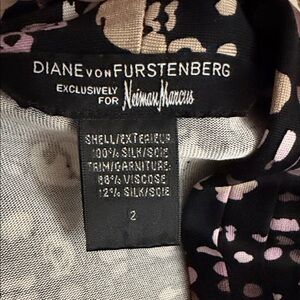 DIANE VON FURSTENBERG
EXCLUSIVELY
FOR Neiman Marcus
SHELL/EXTERIEUR
100% SILK/SOIE
TRIM/GARNITURE:
88% VISCOSE
12% SILK/SOIE
2